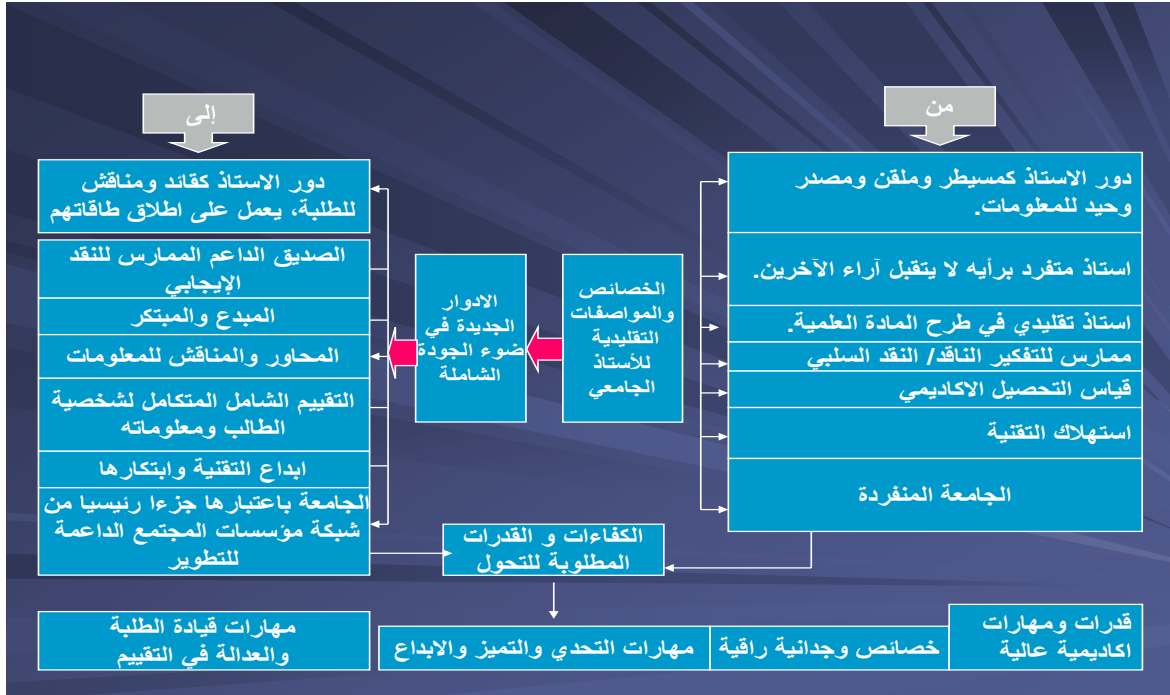 من
إلى
دور الاستاذ كمسيطر وملقن ومصدر
وحيد للمعلومات.
استاذ متفرد برأيه لا يتقبل آراء الآخرين.
استاذ تقليدي في طرح المادة العلمية.
ممارس للتفكير الناقد/ النقد السلبي
قياس التحصيل الاكاديمي
استهلاك التقنية
الجامعة المنفردة
الخصائص
والمواصفات
التقليدية
للأستاذ
الجامعي
الادوار
الجديدة في
ضوء الجودة
الشاملة
دور الاستاذ كقائد ومناقش
للطلبة، يعمل على اطلاق طاقاتهم
الصديق الداعم الممارس للنقد
الإيجابي
المبدع والمبتكر
المحاور والمناقش للمعلومات
التقييم الشامل المتكامل لشخصية
الطالب ومعلوماته
ابداع التقنية وابتكارها
الجامعة باعتبارها جزءا رئيسيا من
شبكة مؤسسات المجتمع الداعمة
للتطوير
الكفاءات و القدرات
المطلوبة للتحول
قدرات ومهارات
اكاديمية عالية
خصائص وجدانية راقية
مهارات التحدي والتميز والابداع
مهارات قيادة الطلبة
والعدالة في التقييم